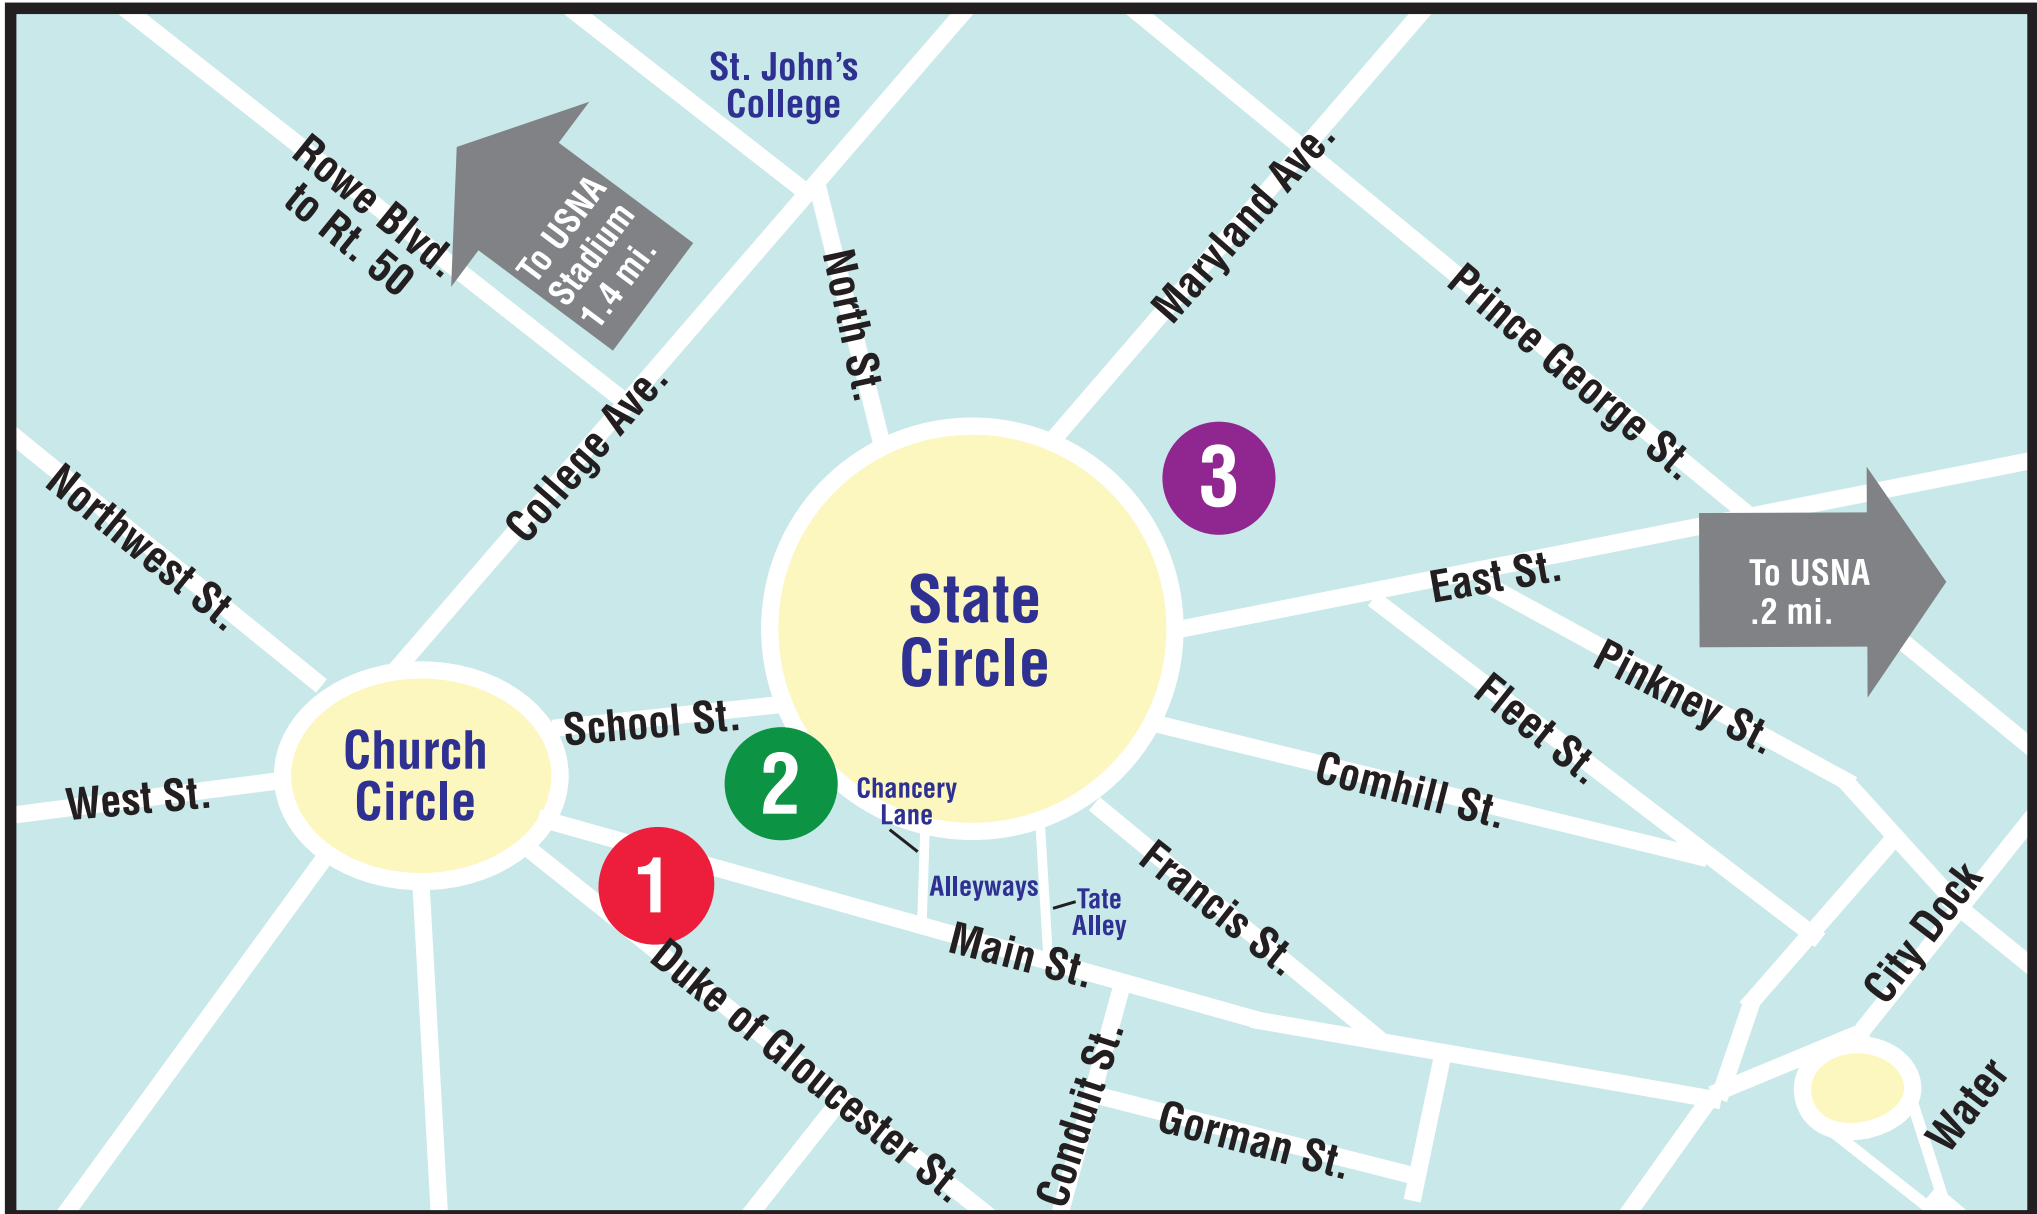 St. John's
College
Rowe Blvd.
to Rt. 50
To USNA
Stadium
1.4 mi.
North St.
Maryland Ave.
Prince George St.
College Ave.
Northwest St.
3
State
Circle
East St.
To USNA
.2 mi.
Pinkney St.
Fleet St.
School St.
Church
Circle
West St.
2
Chancery
Lane
Comhill St.
1
Alleyways
Tate
Alley
Francis St.
Main St.
City Dock
Duke of Gloucester St.
Conduit St.
Gorman St.
Water